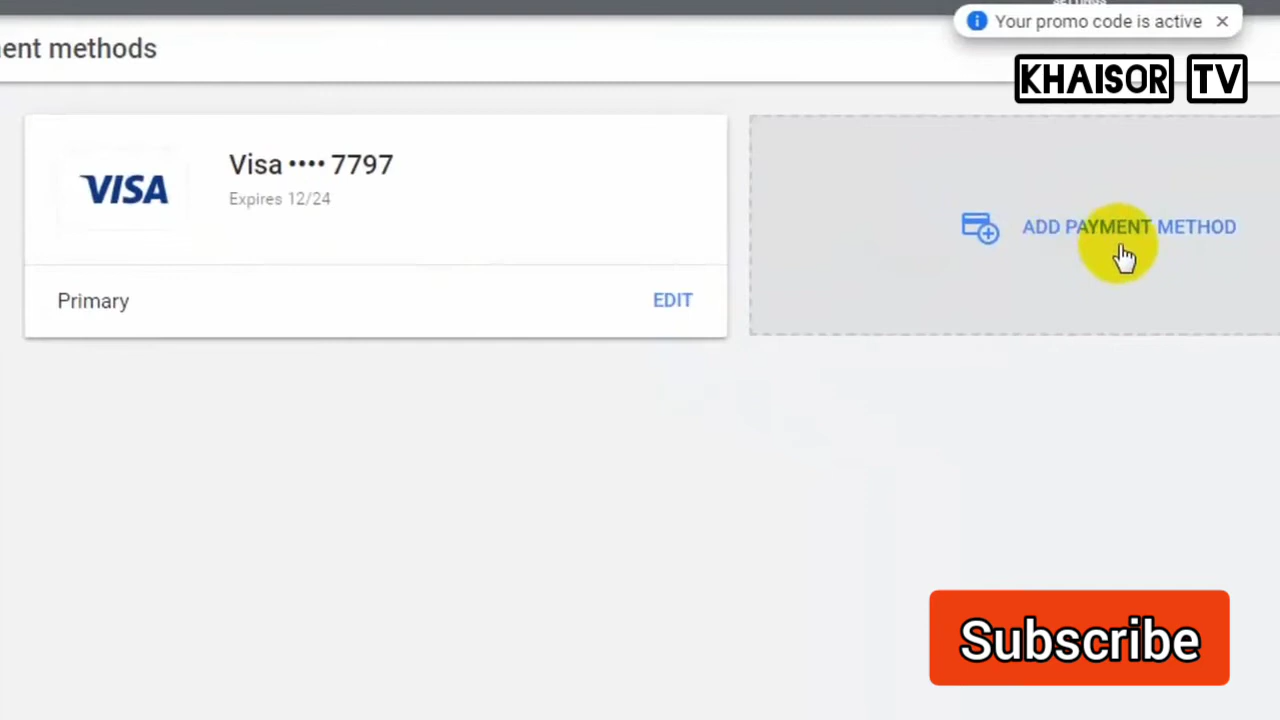 Your promo code is active
ent methods
KHAISOR TV
VISA
Visa •••• 7797
Expires 12/24
ADD PAYMENT METHOD
Primary
EDIT
Subscribe